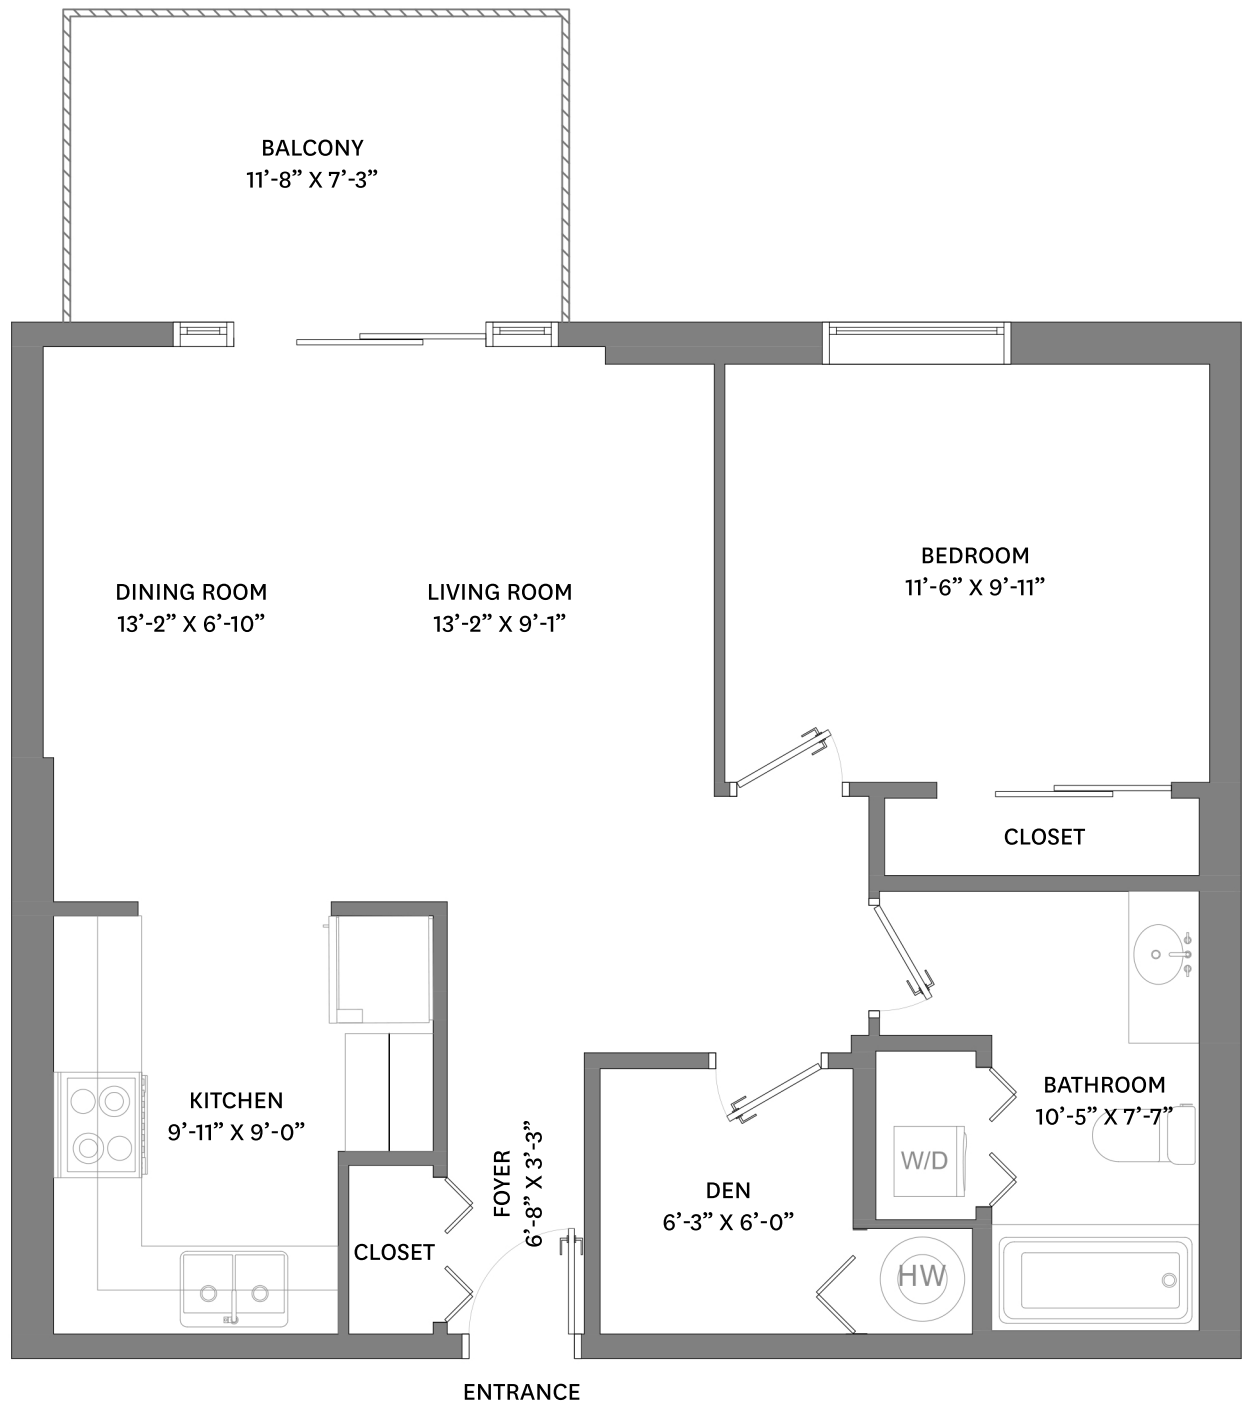 BALCONY
11’-8” X 7’-3”
DINING ROOM
13’-2” X 6’-10”
LIVING ROOM
13’-2” X 9’-1”
BEDROOM
11’-6” X 9’-11”
CLOSET
KITCHEN
9’-11” X 9’-0”
FOYER
6’-8” X 3’-3”
CLOSET
DEN
6’-3” X 6’-0”
W/D
BATHROOM
10’-5” X 7’-7”
HW
ENTRANCE